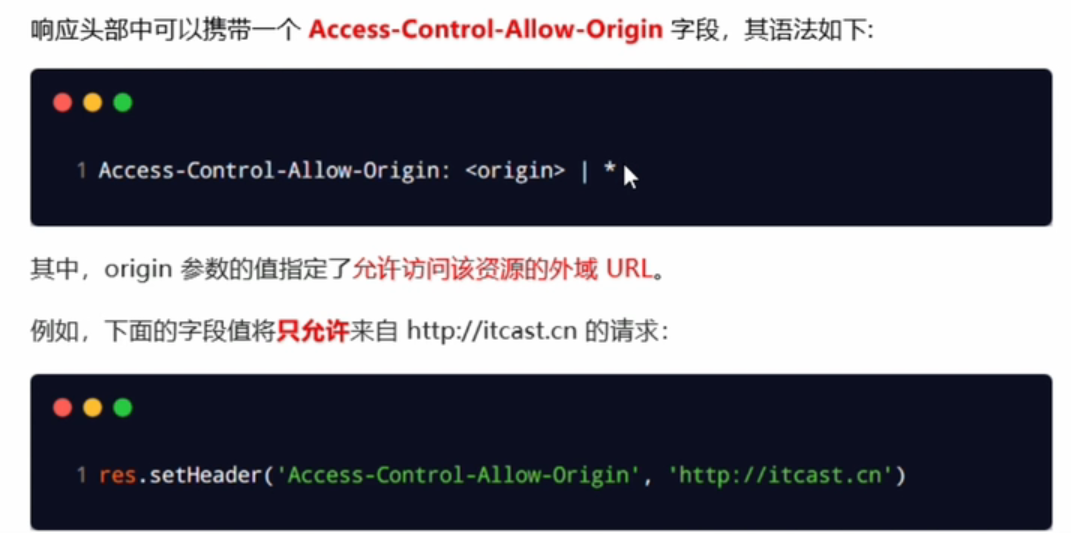 响应头部中可以携带一个 Access-Control-Allow-Origin 字段，其语法如下:
1 Access-Control-Allow-Origin: <origin> | *
其中，origin 参数的值指定了允许访问该资源的外域 URL。
例如，下面的字段值将只允许来自 http://itcast.cn 的请求：
1 res.setHeader('Access-Control-Allow-Origin', 'http://itcast.cn')